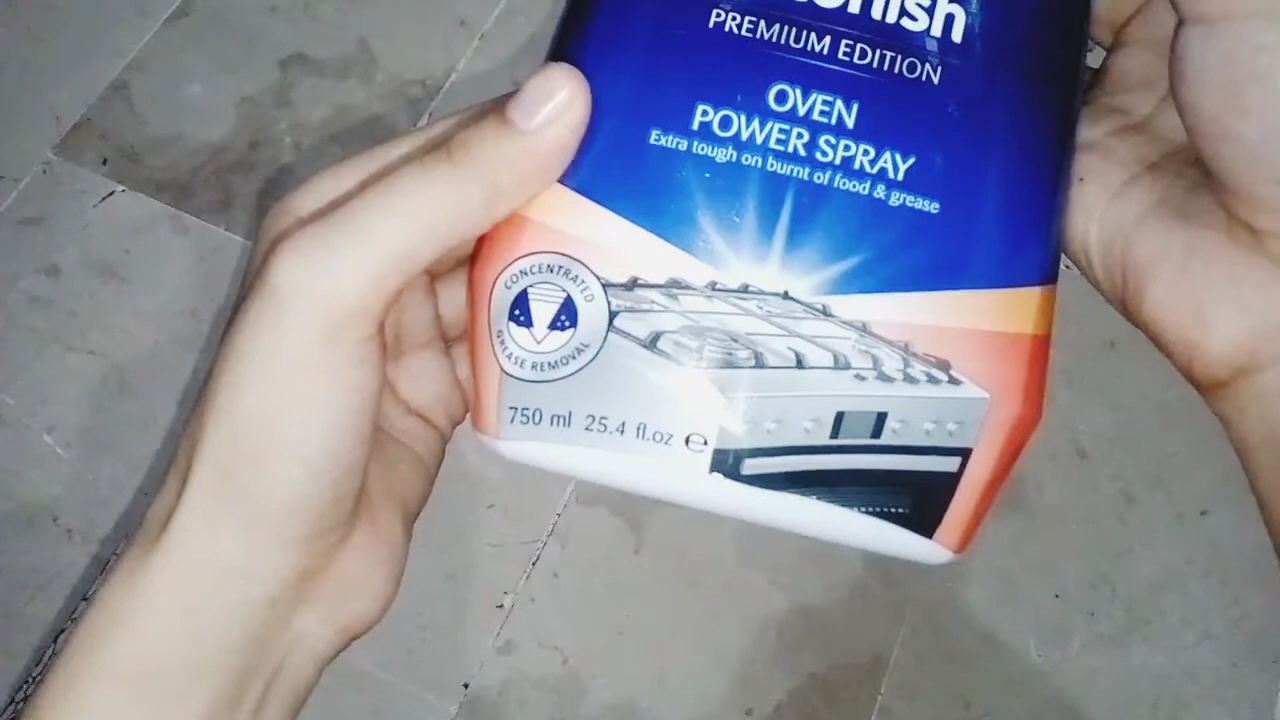 PREMIUM EDITION
OVEN
POWER SPRAY
Extra tough on burnt of food & grease
CONCENTRATED
GREASE REMOVAL
750 ml 25.4 fl.oz e